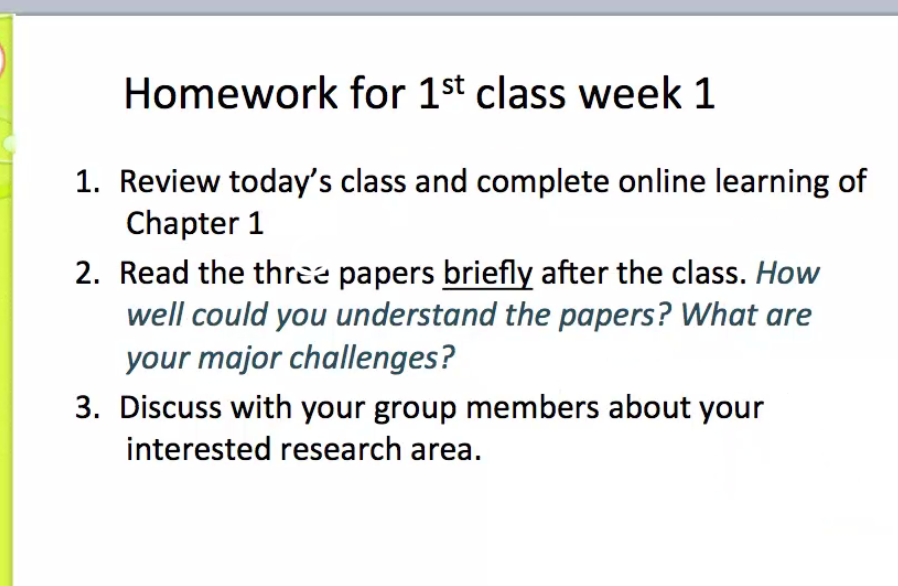 Homework for 1st class week 1
1. Review today’s class and complete online learning of
Chapter 1
2. Read the three papers briefly after the class. How
well could you understand the papers? What are
your major challenges?
3. Discuss with your group members about your
interested research area.